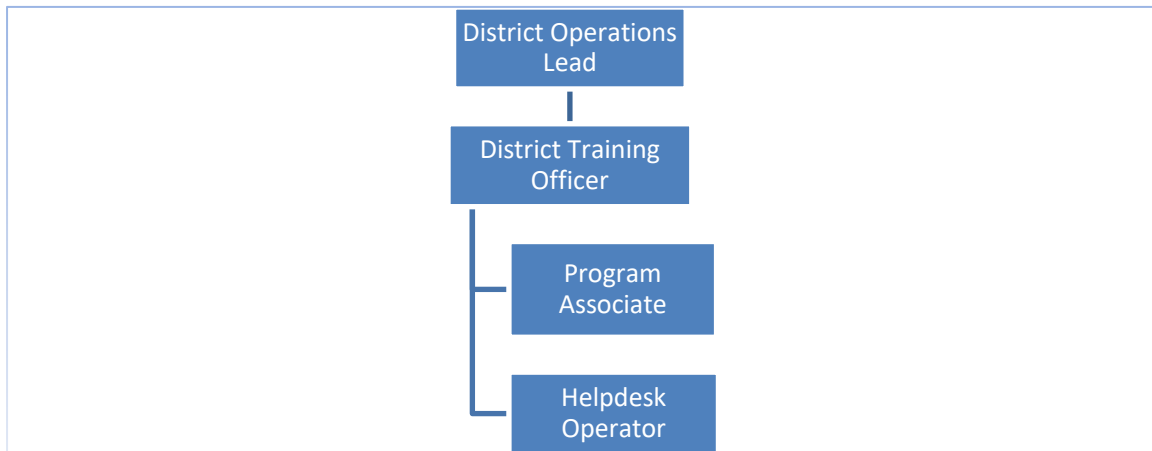 District Operations
Lead
District Training
Officer
Program
Associate
Helpdesk
Operator